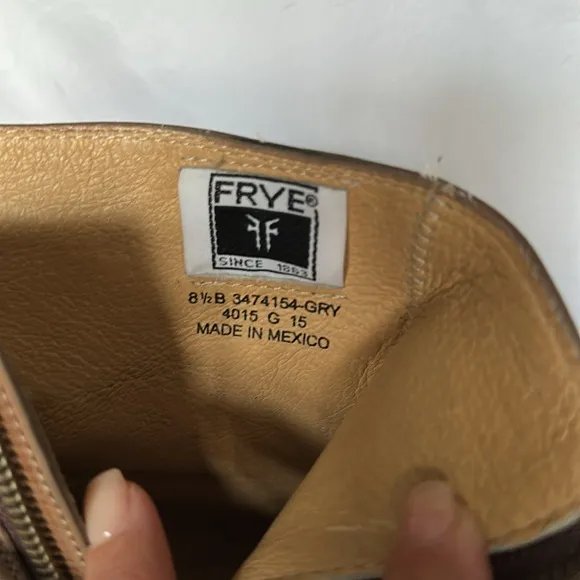 FRYE®
SINCE 1863
8½B 3474154-GRY
4015 G 15
MADE IN MEXICO